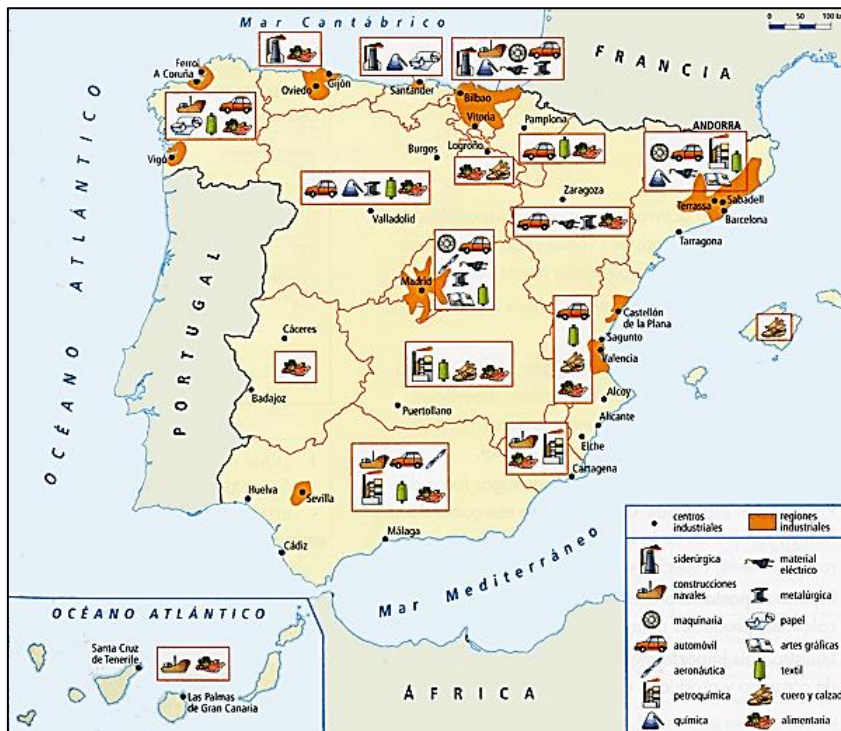 Mar Cantábrico
0 50 100 km
FRANCIA
ANDORRA
OCÉANO ATLÁNTICO
PORTUGAL
Ferrol
A Coruña
Vigo
Oviedo
Gijón
Santander
Bilbao
Vitoria
Pamplona
Logroño
Burgos
Zaragoza
Terrassa
Sabadell
Barcelona
Tarragona
Valladolid
Madrid
Castellón
de la Plana
Sagunto
Valencia
Cáceres
Badajoz
Puertollano
Alcoy
Alicante
Elche
Cartagena
Huelva
Sevilla
Cádiz
Málaga
Mar Mediterráneo
ÁFRICA
OCÉANO ATLÁNTICO
Santa Cruz
de Tenerife
Las Palmas
de Gran Canaria
centros
industriales
regiones
industriales
siderúrgica
material
eléctrico
construcciones
navales
metalúrgica
maquinaria
papel
automóvil
artes gráficas
aeronáutica
textil
petroquímica
cuero y calzado
química
alimentaria